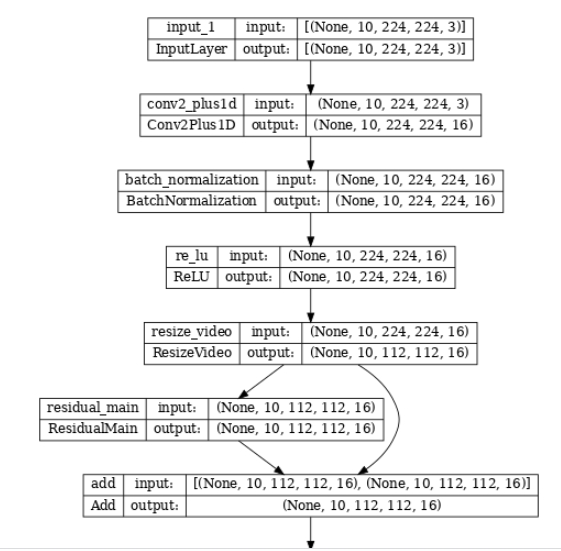 input_1 input: [(None, 10, 224, 224, 3)]
InputLayer output: [(None, 10, 224, 224, 3)]
conv2_plus1d input: (None, 10, 224, 224, 3)
Conv2Plus1D output: (None, 10, 224, 224, 16)
batch_normalization input: (None, 10, 224, 224, 16)
BatchNormalization output: (None, 10, 224, 224, 16)
re_lu input: (None, 10, 224, 224, 16)
ReLU output: (None, 10, 224, 224, 16)
resize_video input: (None, 10, 224, 224, 16)
ResizeVideo output: (None, 10, 112, 112, 16)
residual_main input: (None, 10, 112, 112, 16)
ResidualMain output: (None, 10, 112, 112, 16)
add input: [(None, 10, 112, 112, 16), (None, 10, 112, 112, 16)]
Add output: (None, 10, 112, 112, 16)